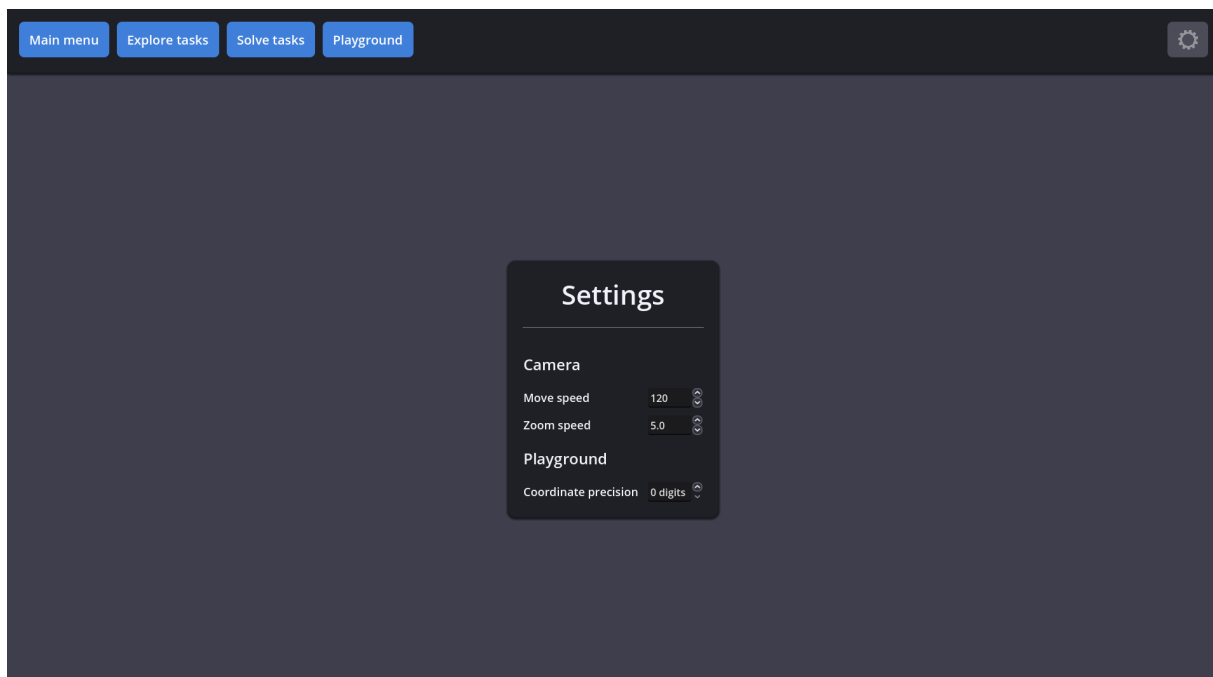 Main menu Explore tasks Solve tasks Playground
Settings
Camera
Move speed 120
Zoom speed 5.0
Playground
Coordinate precision 0 digits